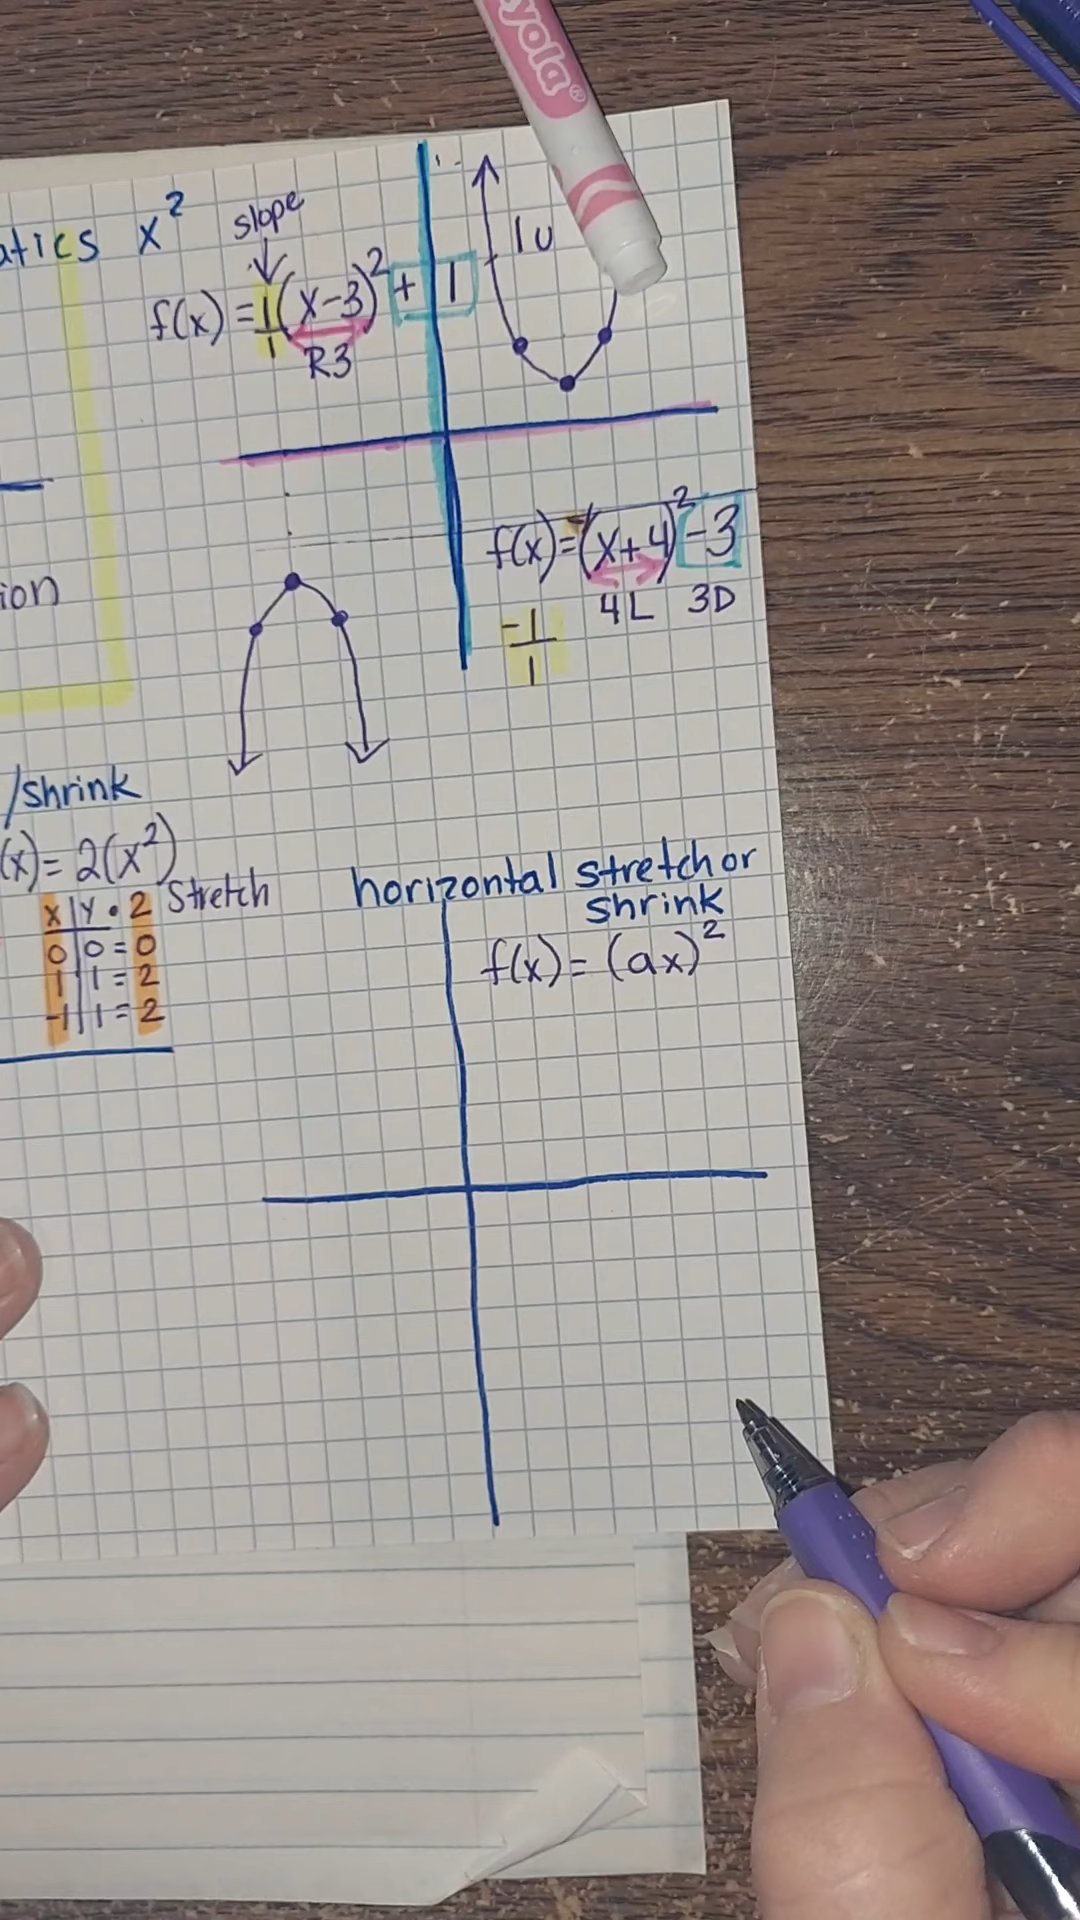 yola®
slope
atics x²
f(x) = 1/1 (x-3)² + 1
R3
1U
f(x)= -(x+4)² -3
4L 3D
-1/1
ion
/shrink
(x)= 2(x²)
Stretch
x | y • 2
0 | 0 = 0
1 | 1 = 2
-1 | 1 = 2
horizontal stretch or
shrink
f(x) = (ax)²